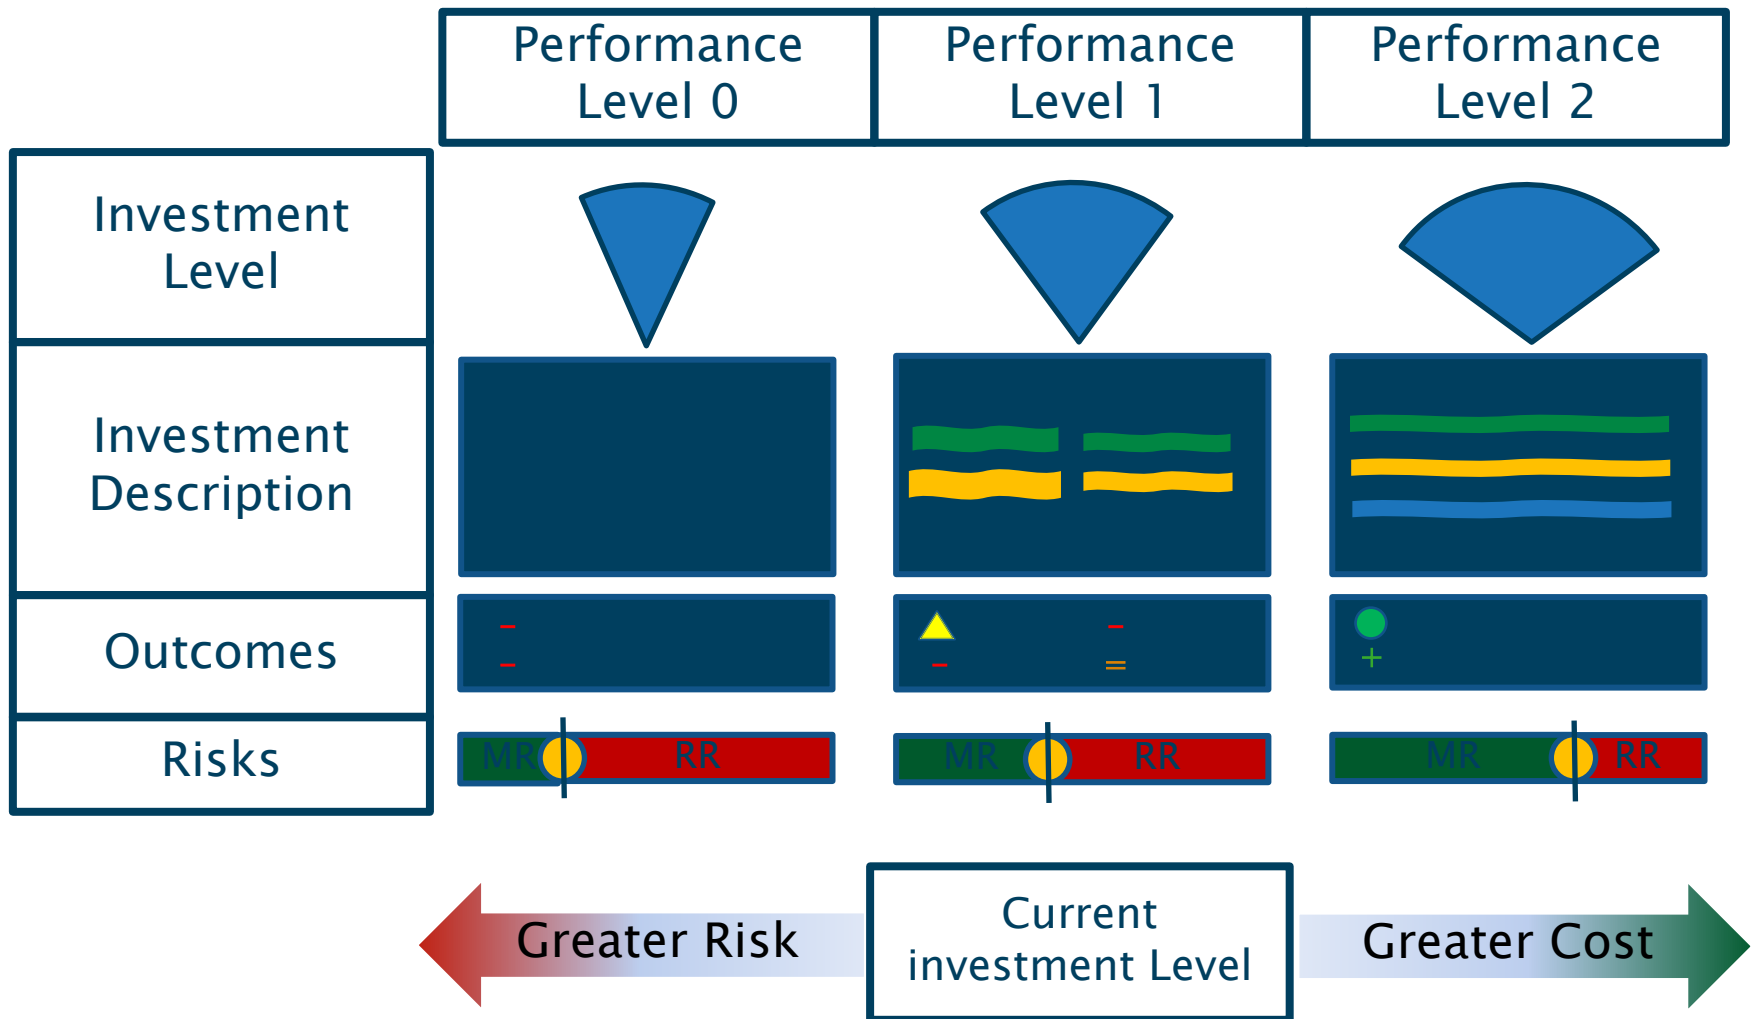 Performance
Level 0
Performance
Level 1
Performance
Level 2
Investment
Level
Investment
Description
Outcomes
–
–
–
–
=
+
Risks
MR
RR
MR
RR
MR
RR
Greater Risk
Current
investment Level
Greater Cost